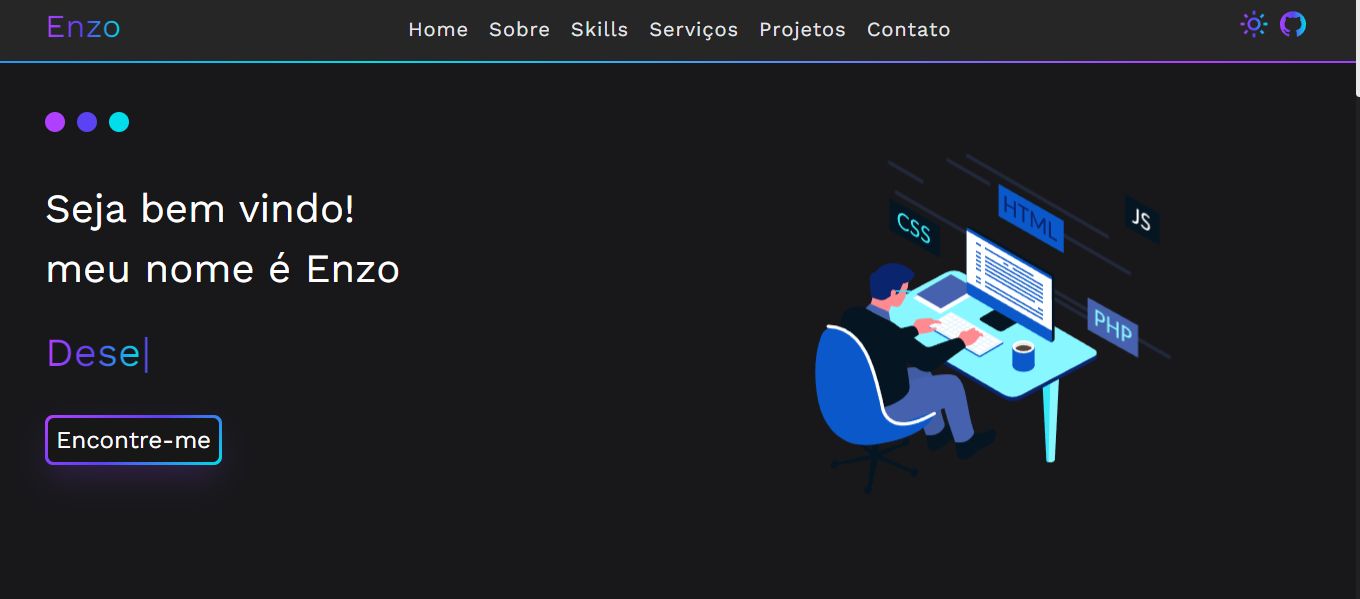 Enzo
Home Sobre Skills Serviços Projetos Contato
Seja bem vindo!
meu nome é Enzo
Dese|
Encontre-me
CSS
HTML
JS
PHP